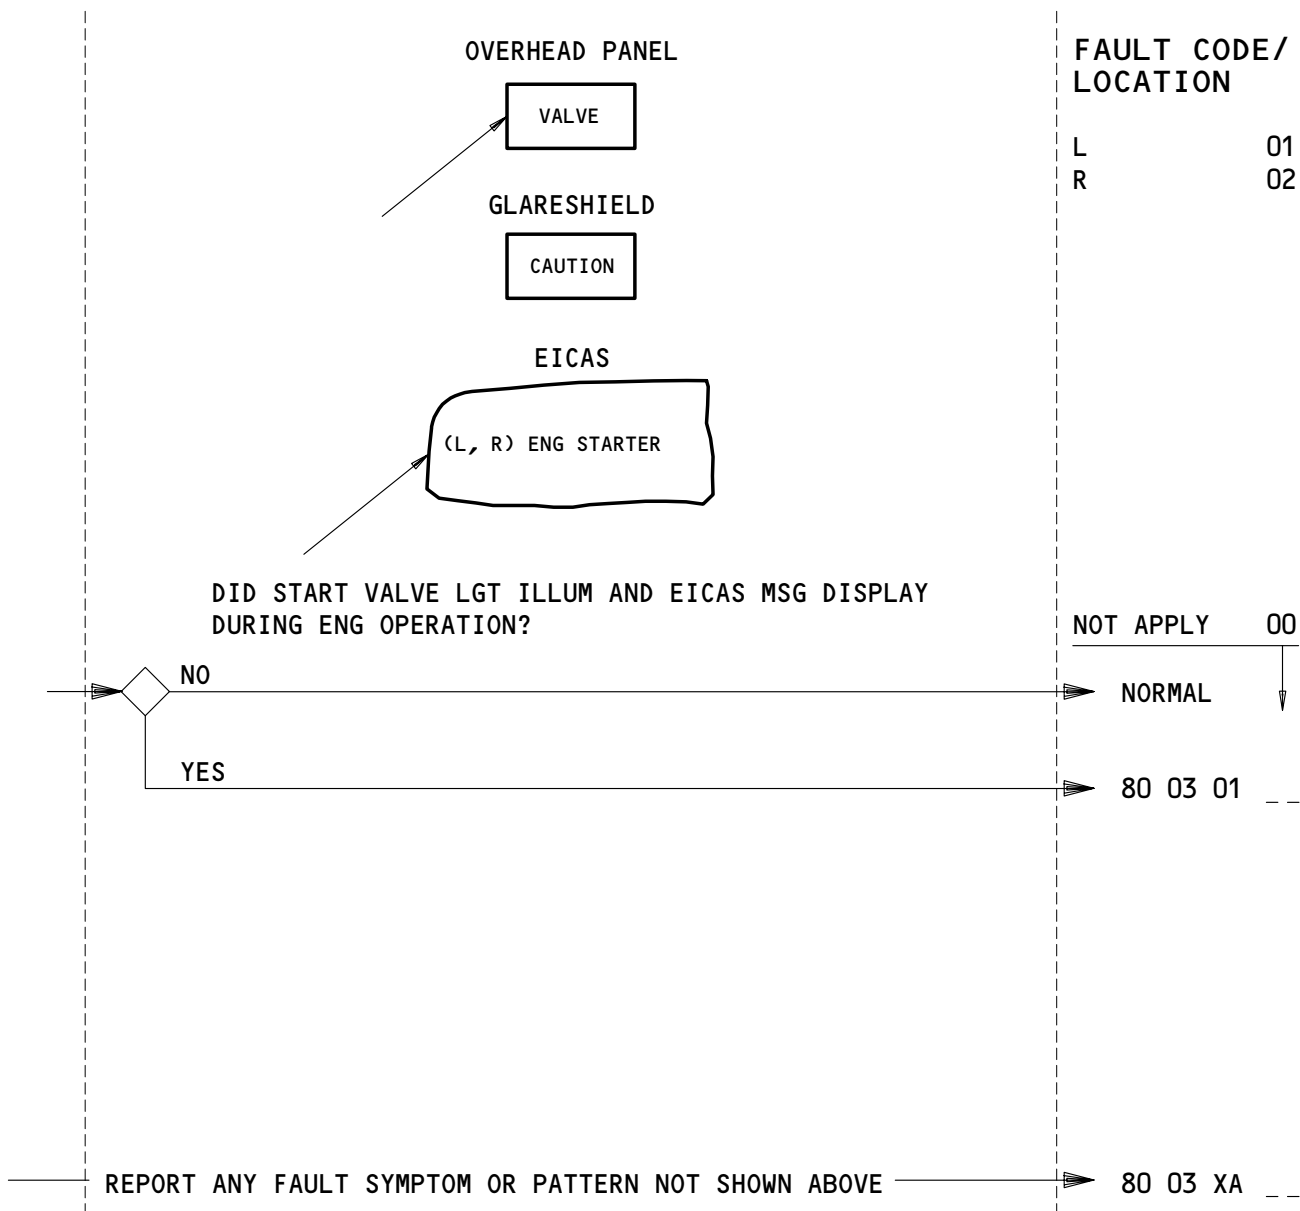 OVERHEAD PANEL
VALVE
GLARESHIELD
CAUTION
EICAS
(L, R) ENG STARTER
DID START VALVE LGT ILLUM AND EICAS MSG DISPLAY
DURING ENG OPERATION?
NO
YES
REPORT ANY FAULT SYMPTOM OR PATTERN NOT SHOWN ABOVE
FAULT CODE/
LOCATION
L 01
R 02
NOT APPLY 00
NORMAL
80 03 01 _ _
80 03 XA _ _